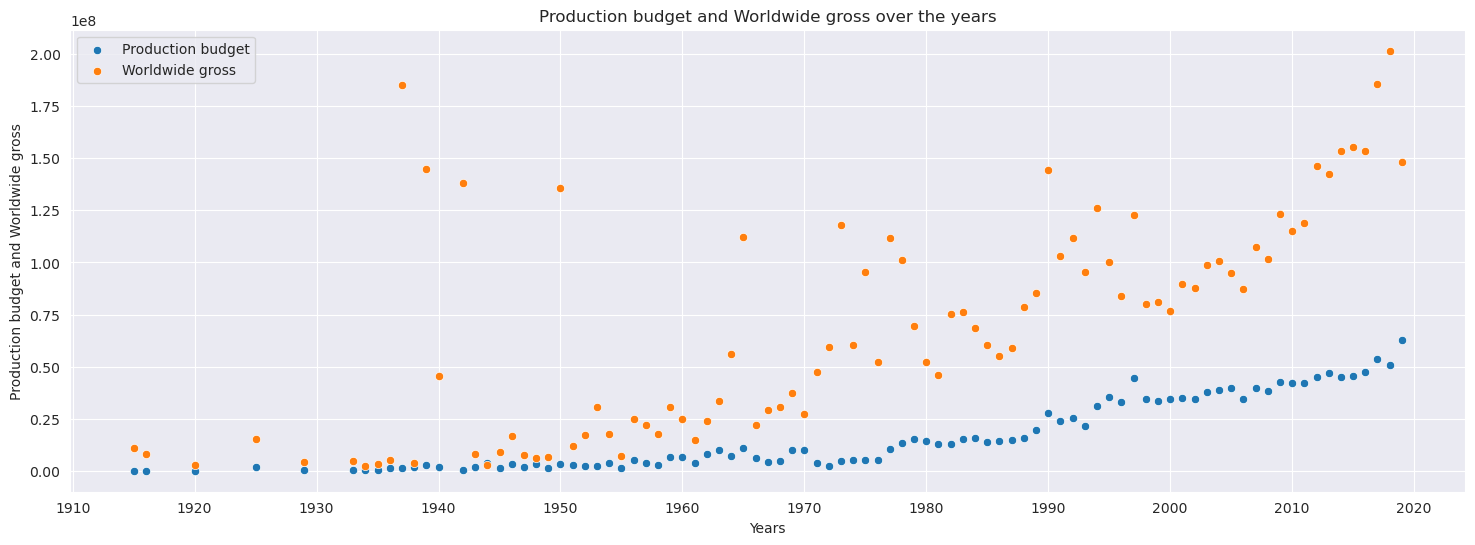 Production budget and Worldwide gross over the years
1e8
Production budget
Worldwide gross
2.00
1.75
1.50
1.25
1.00
0.75
0.50
0.25
0.00
Production budget and Worldwide gross
1910 1920 1930 1940 1950 1960 1970 1980 1990 2000 2010 2020
Years